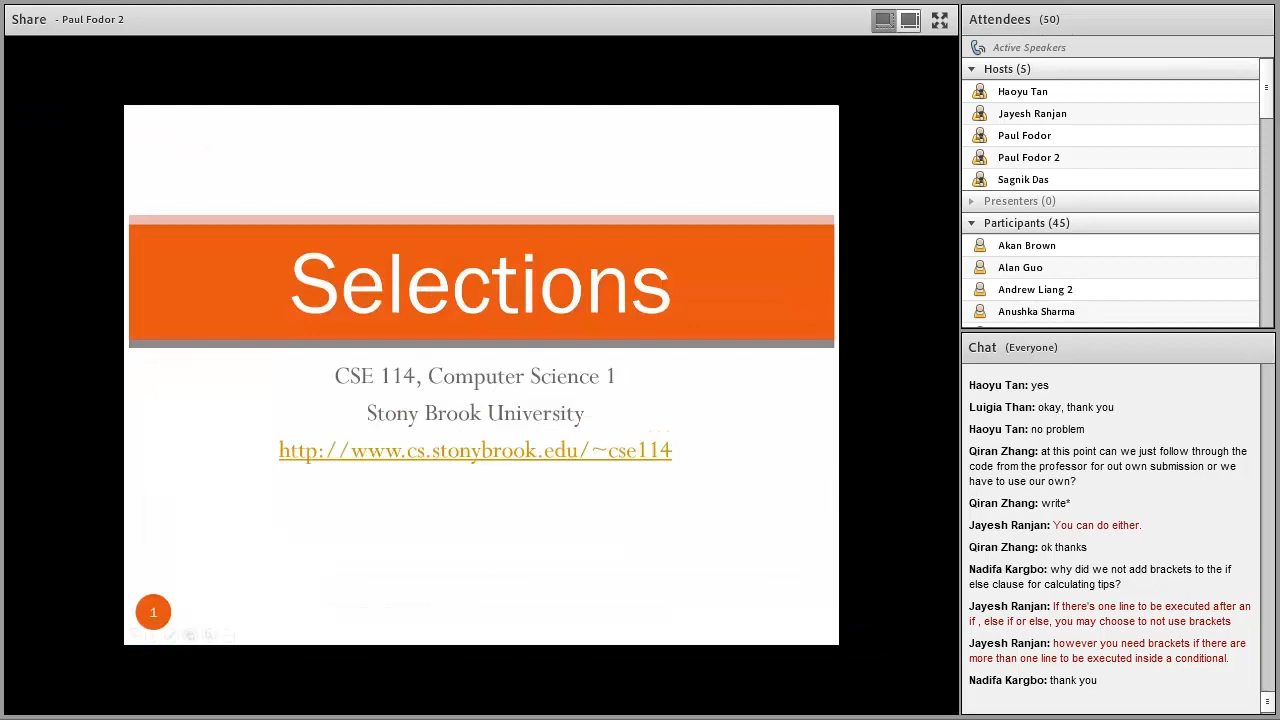 Share - Paul Fodor 2
Selections
CSE 114, Computer Science 1
Stony Brook University
http://www.cs.stonybrook.edu/~cse114
1
Attendees (50)
Active Speakers
Hosts (5)
Haoyu Tan
Jayesh Ranjan
Paul Fodor
Paul Fodor 2
Sagnik Das
Presenters (0)
Participants (45)
Akan Brown
Alan Guo
Andrew Liang 2
Anushka Sharma
Chat (Everyone)
Haoyu Tan: yes
Luigia Than: okay, thank you
Haoyu Tan: no problem
Qiran Zhang: at this point can we just follow through the
code from the professor for out own submission or we
have to use our own?
Qiran Zhang: write*
Jayesh Ranjan: You can do either.
Qiran Zhang: ok thanks
Nadifa Kargbo: why did we not add brackets to the if
else clause for calculating tips?
Jayesh Ranjan: If there's one line to be executed after an
if , else if or else, you may choose to not use brackets
Jayesh Ranjan: however you need brackets if there are
more than one line to be executed inside a conditional.
Nadifa Kargbo: thank you